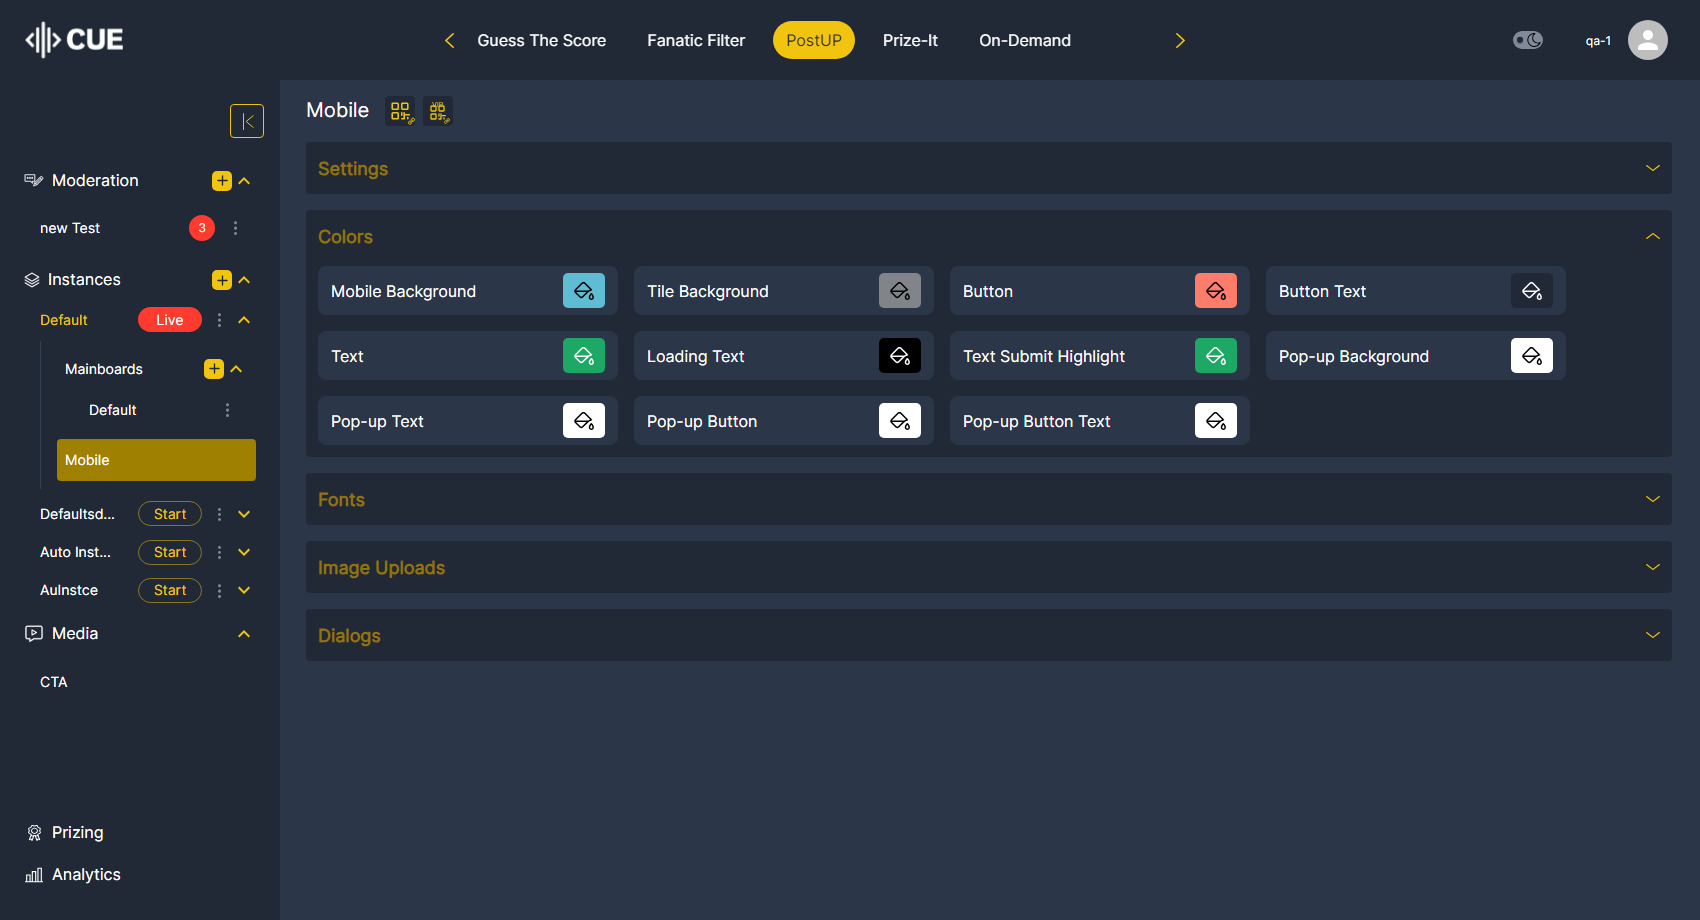 CUE
Guess The Score
Fanatic Filter
PostUP
Prize-It
On-Demand
qa-1
Moderation
new Test
3
Instances
Default
Live
Mainboards
Default
Mobile
Defaultsd...
Start
Auto Inst...
Start
AuInstce
Start
Media
CTA
Prizing
Analytics
Mobile
Settings
Colors
Mobile Background
Tile Background
Button
Button Text
Text
Loading Text
Text Submit Highlight
Pop-up Background
Pop-up Text
Pop-up Button
Pop-up Button Text
Fonts
Image Uploads
Dialogs